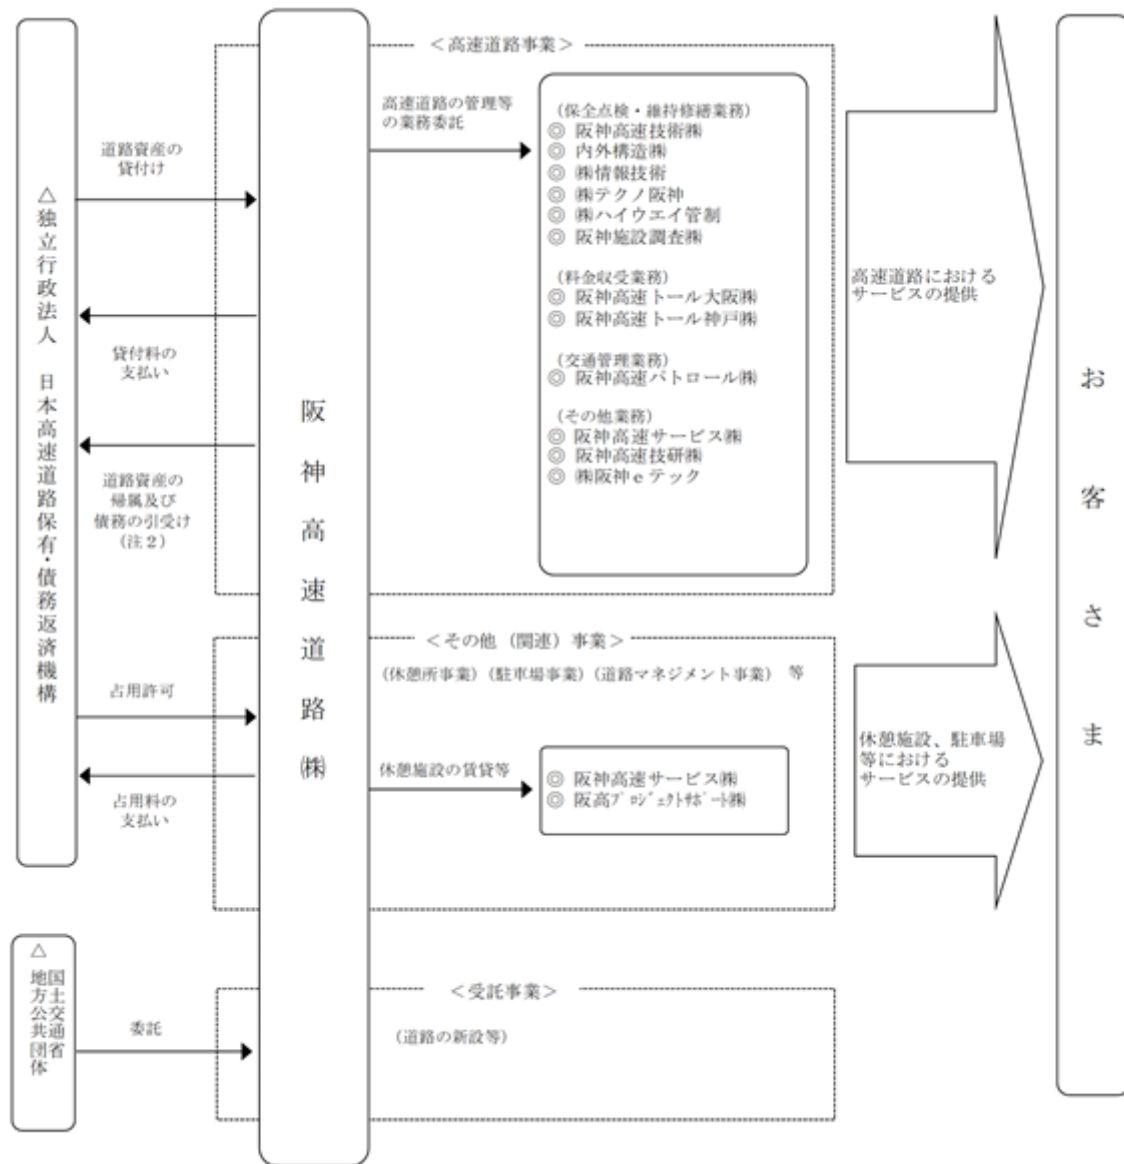 △独立行政法人　日本高速道路保有・債務返済機構
道路資産の
貸付け
貸付料の
支払い
道路資産の
帰属及び
債務の引受け
（注２）
占用許可
占用料の
支払い
△
国土交通省
地方公共団体
委託
阪神高速道路㈱
＜高速道路事業＞
高速道路の管理等
の業務委託
（保全点検・維持修繕業務）
◎ 阪神高速技術㈱
◎ 内外構造㈱
◎ ㈱情報技術
◎ ㈱テクノ阪神
◎ ㈱ハイウエイ管制
◎ 阪神施設調査㈱
（料金収受業務）
◎ 阪神高速トール大阪㈱
◎ 阪神高速トール神戸㈱
（交通管理業務）
◎ 阪神高速パトロール㈱
（その他業務）
◎ 阪神高速サービス㈱
◎ 阪神高速技研㈱
◎ ㈱阪神ｅテック
＜その他（関連）事業＞
（休憩所事業）（駐車場事業）（道路マネジメント事業）　等
休憩施設の賃貸等
◎ 阪神高速サービス㈱
◎ 阪高ﾌﾟﾛｼﾞｪｸﾄｻﾎﾟｰﾄ㈱
＜受託事業＞
（道路の新設等）
高速道路における
サービスの提供
休憩施設、駐車場
等における
サービスの提供
お客さま